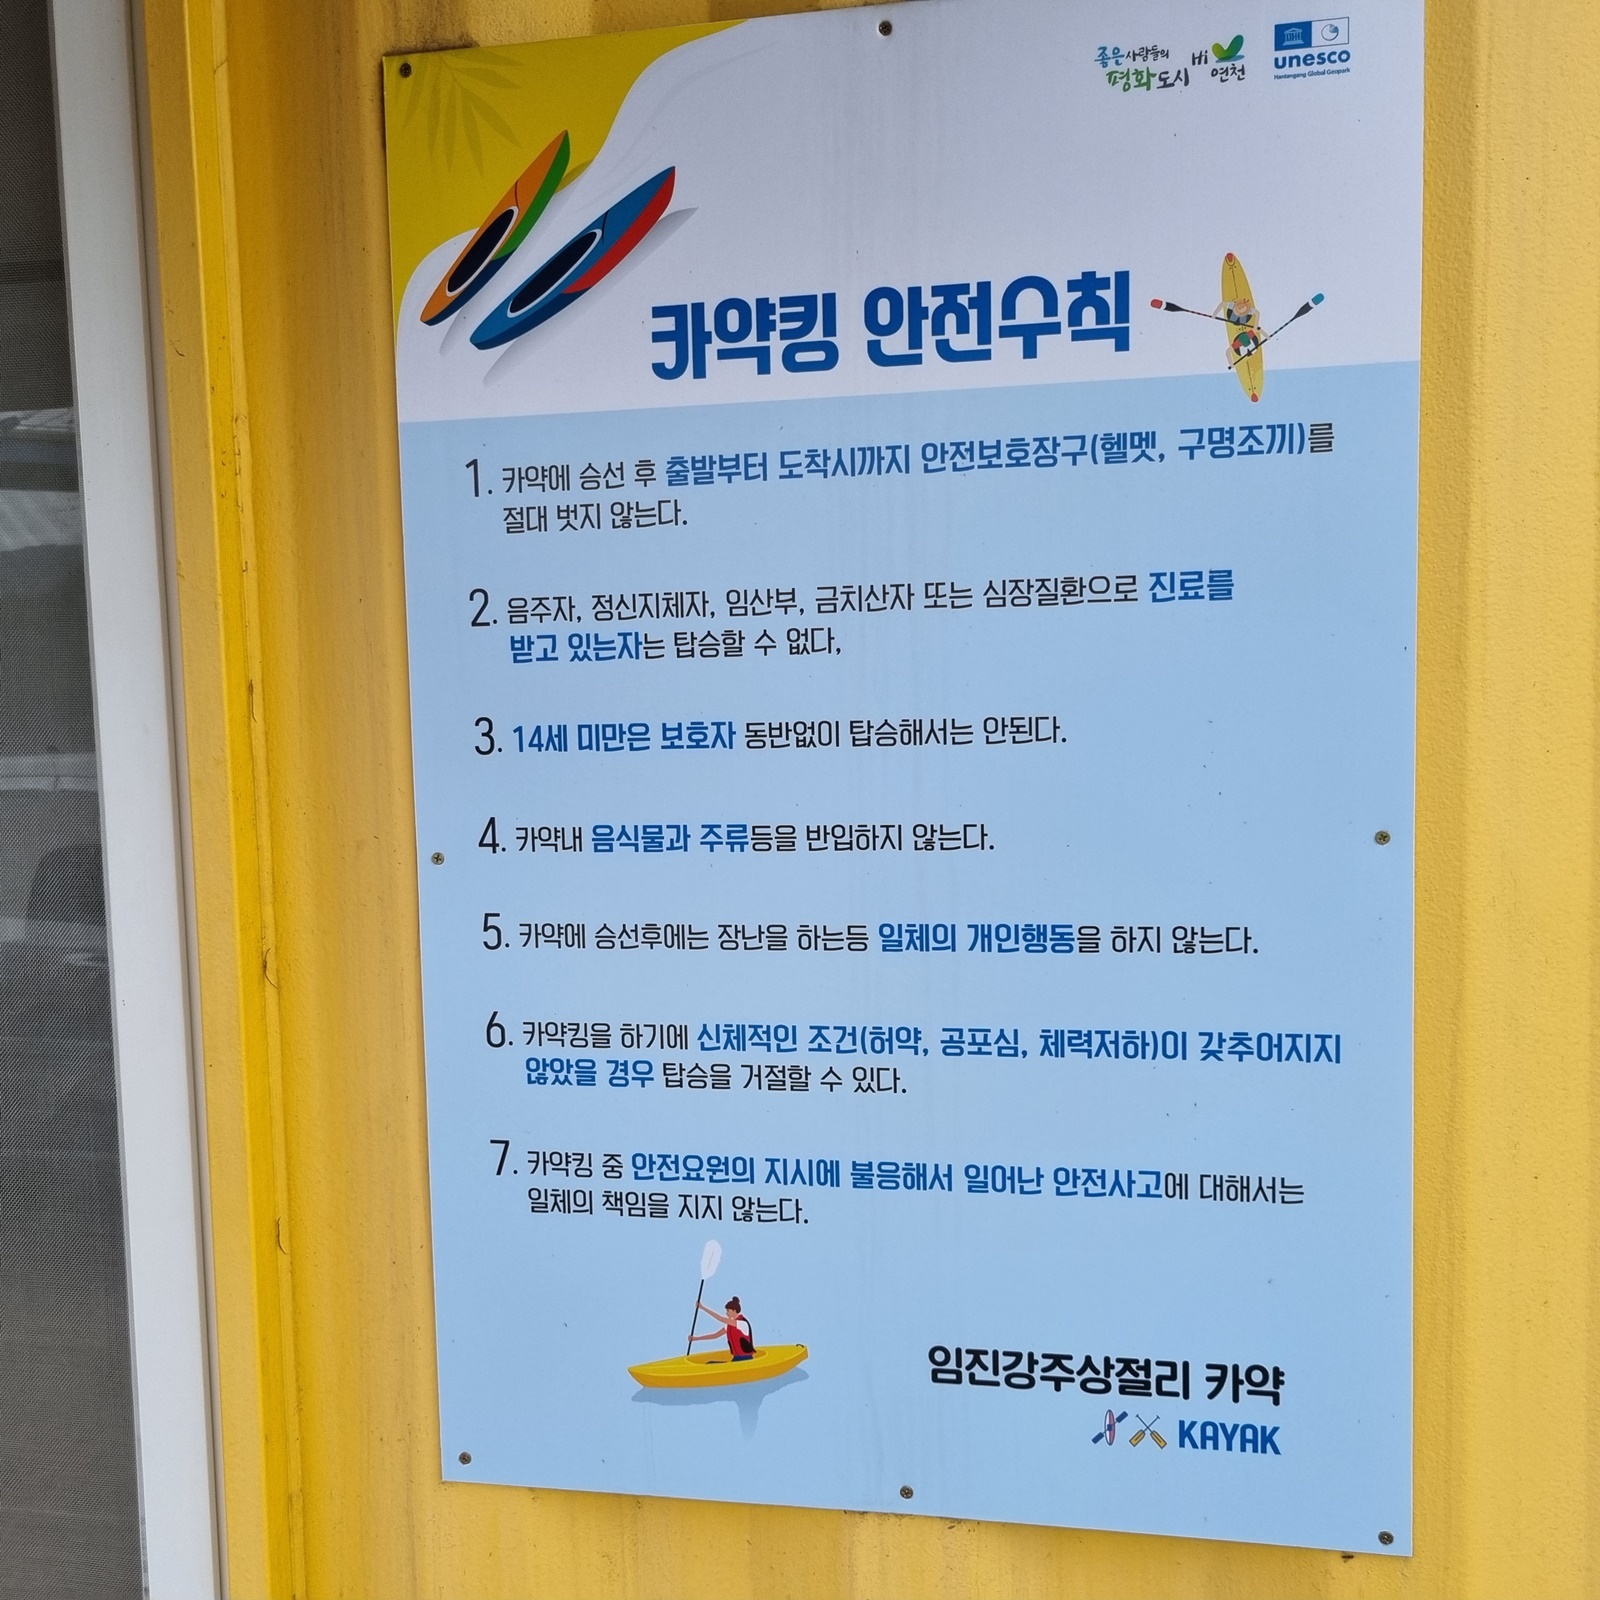 좋은사람들의
평화도시
Hi
연천
unesco
Hantangang Global Geopark
카약킹 안전수칙
1. 카약에 승선 후 출발부터 도착시까지 안전보호장구(헬멧, 구명조끼)를
절대 벗지 않는다.
2. 음주자, 정신지체자, 임산부, 금치산자 또는 심장질환으로 진료를
받고 있는자는 탑승할 수 없다,
3. 14세 미만은 보호자 동반없이 탑승해서는 안된다.
4. 카약내 음식물과 주류등을 반입하지 않는다.
5. 카약에 승선후에는 장난을 하는등 일체의 개인행동을 하지 않는다.
6. 카약킹을 하기에 신체적인 조건(허약, 공포심, 체력저하)이 갖추어지지
않았을 경우 탑승을 거절할 수 있다.
7. 카약킹 중 안전요원의 지시에 불응해서 일어난 안전사고에 대해서는
일체의 책임을 지지 않는다.
임진강주상절리 카약
KAYAK